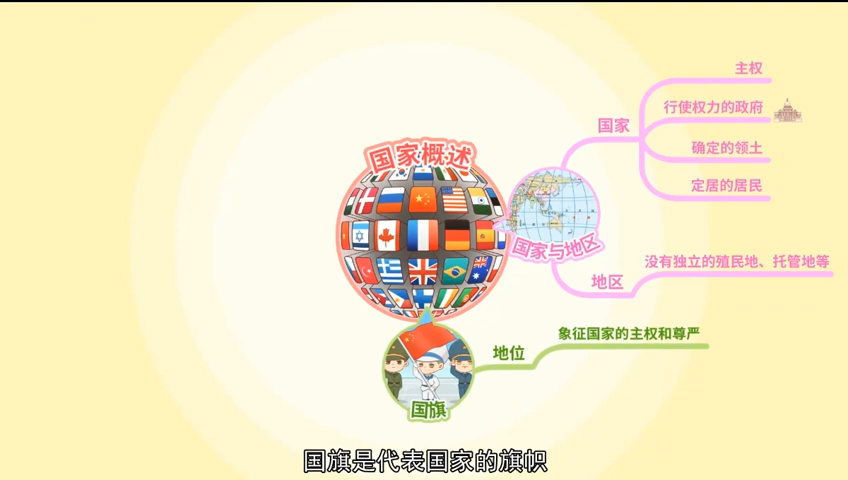 国家概述
国家与地区
国家
主权
行使权力的政府
确定的领土
定居的居民
地区
没有独立的殖民地、托管地等
国旗
地位
象征国家的主权和尊严
国旗是代表国家的旗帜